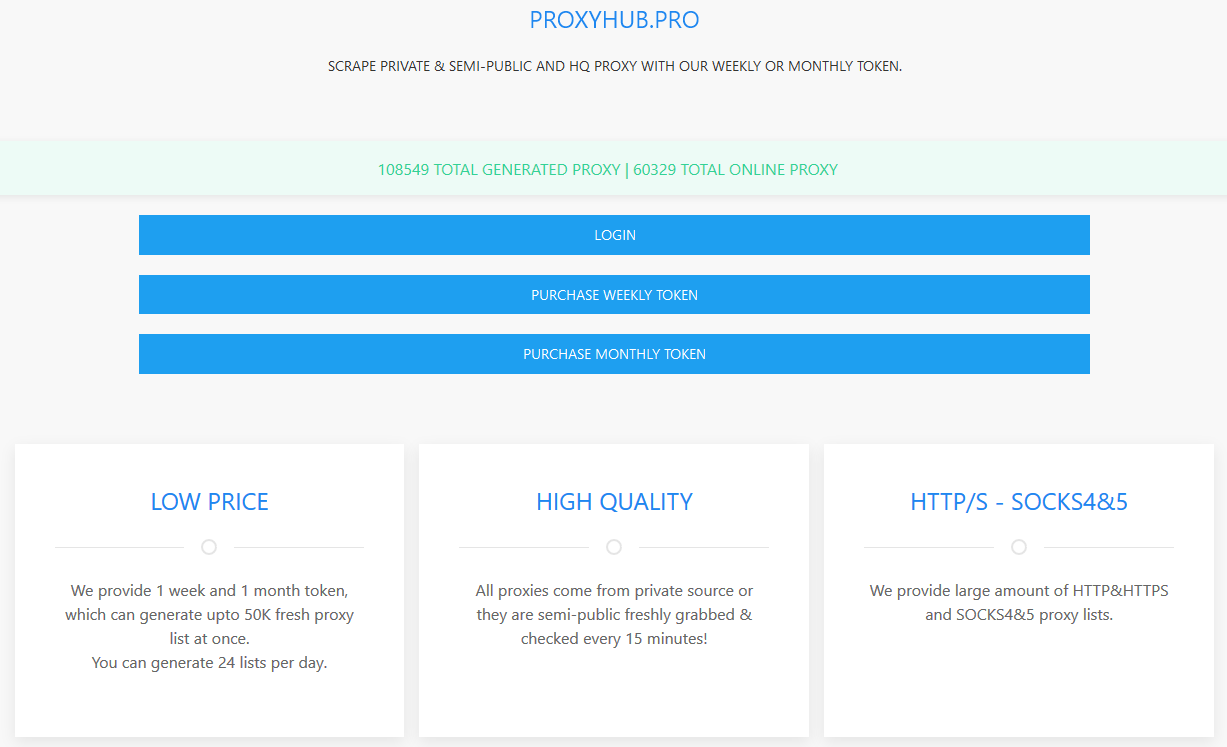 PROXYHUB.PRO
SCRAPE PRIVATE & SEMI-PUBLIC AND HQ PROXY WITH OUR WEEKLY OR MONTHLY TOKEN.
108549 TOTAL GENERATED PROXY | 60329 TOTAL ONLINE PROXY
LOGIN
PURCHASE WEEKLY TOKEN
PURCHASE MONTHLY TOKEN
LOW PRICE
We provide 1 week and 1 month token,
which can generate upto 50K fresh proxy
list at once.
You can generate 24 lists per day.
HIGH QUALITY
All proxies come from private source or
they are semi-public freshly grabbed &
checked every 15 minutes!
HTTP/S - SOCKS4&5
We provide large amount of HTTP&HTTPS
and SOCKS4&5 proxy lists.